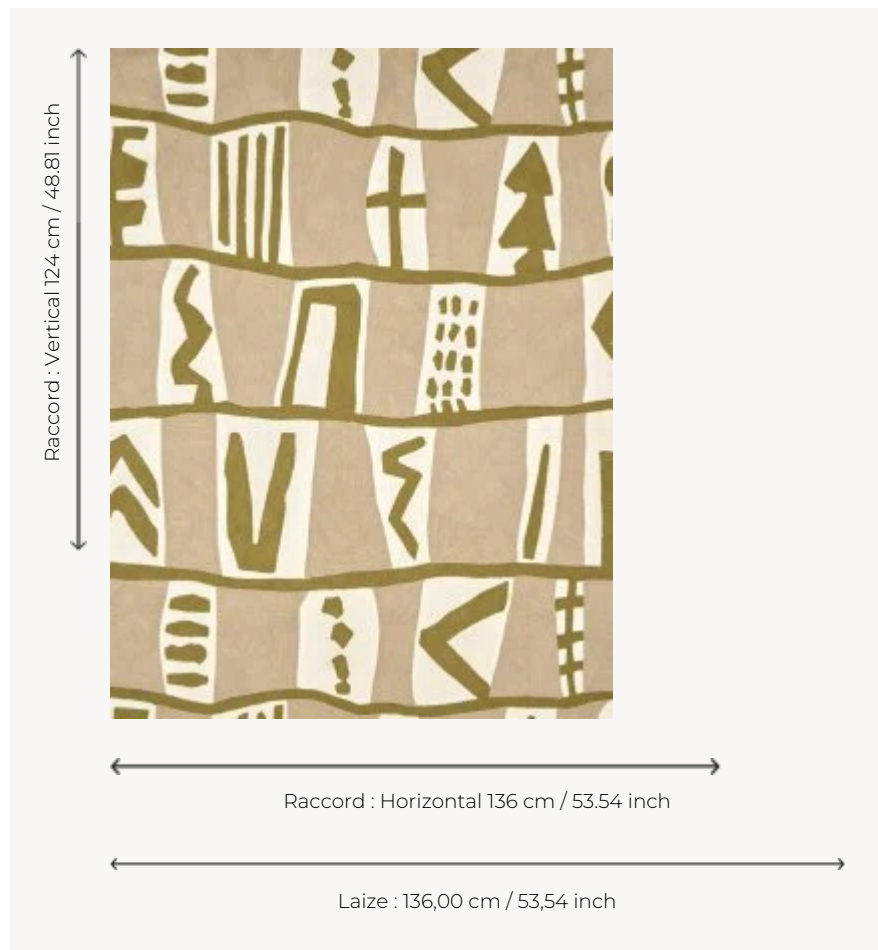 Raccord : Vertical 124 cm / 48.81 inch
Raccord : Horizontal 136 cm / 53.54 inch
Laize : 136,00 cm / 53,54 inch